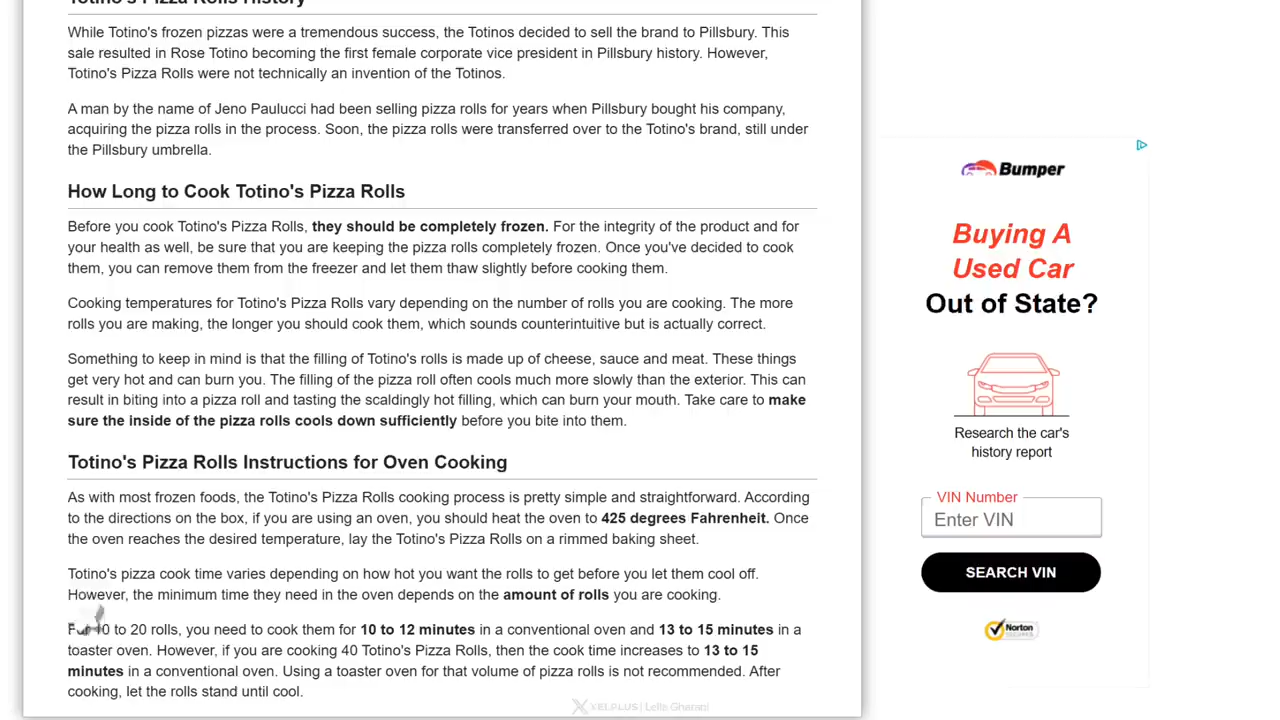 Totino's Pizza Rolls History
While Totino's frozen pizzas were a tremendous success, the Totinos decided to sell the brand to Pillsbury. This
sale resulted in Rose Totino becoming the first female corporate vice president in Pillsbury history. However,
Totino's Pizza Rolls were not technically an invention of the Totinos.
A man by the name of Jeno Paulucci had been selling pizza rolls for years when Pillsbury bought his company,
acquiring the pizza rolls in the process. Soon, the pizza rolls were transferred over to the Totino's brand, still under
the Pillsbury umbrella.
How Long to Cook Totino's Pizza Rolls
Before you cook Totino's Pizza Rolls, they should be completely frozen. For the integrity of the product and for
your health as well, be sure that you are keeping the pizza rolls completely frozen. Once you've decided to cook
them, you can remove them from the freezer and let them thaw slightly before cooking them.
Cooking temperatures for Totino's Pizza Rolls vary depending on the number of rolls you are cooking. The more
rolls you are making, the longer you should cook them, which sounds counterintuitive but is actually correct.
Something to keep in mind is that the filling of Totino's rolls is made up of cheese, sauce and meat. These things
get very hot and can burn you. The filling of the pizza roll often cools much more slowly than the exterior. This can
result in biting into a pizza roll and tasting the scaldingly hot filling, which can burn your mouth. Take care to make
sure the inside of the pizza rolls cools down sufficiently before you bite into them.
Totino's Pizza Rolls Instructions for Oven Cooking
As with most frozen foods, the Totino's Pizza Rolls cooking process is pretty simple and straightforward. According
to the directions on the box, if you are using an oven, you should heat the oven to 425 degrees Fahrenheit. Once
the oven reaches the desired temperature, lay the Totino's Pizza Rolls on a rimmed baking sheet.
Totino's pizza cook time varies depending on how hot you want the rolls to get before you let them cool off.
However, the minimum time they need in the oven depends on the amount of rolls you are cooking.
to 20 rolls, you need to cook them for 10 to 12 minutes in a conventional oven and 13 to 15 minutes in a
toaster oven. However, if you are cooking 40 Totino's Pizza Rolls, then the cook time increases to 13 to 15
minutes in a conventional oven. Using a toaster oven for that volume of pizza rolls is not recommended. After
cooking, let the rolls stand until cool.
XELPLUS | Leila Gharani
Bumper
Buying A
Used Car
Out of State?
Research the car's
history report
VIN Number
Enter VIN
SEARCH VIN
Norton